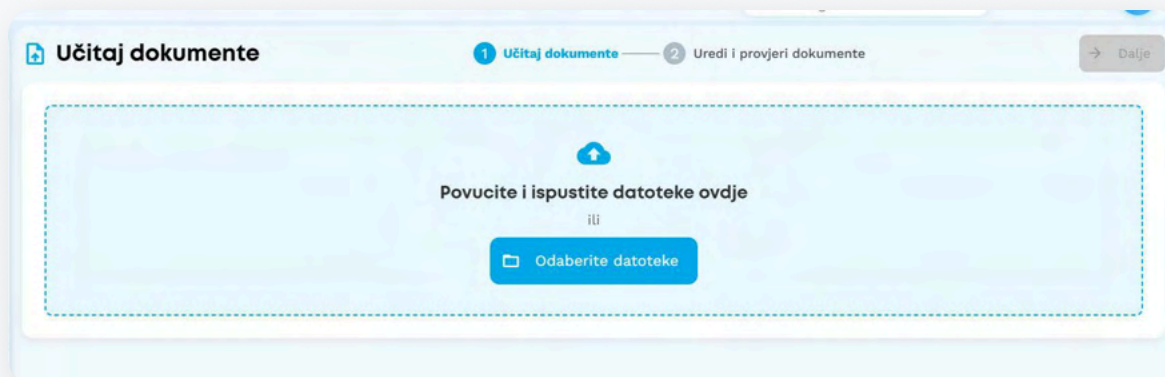 Učitaj dokumente
1 Učitaj dokumente 2 Uredi i provjeri dokumente
Dalje
Povucite i ispustite datoteke ovdje
ili
Odaberite datoteke